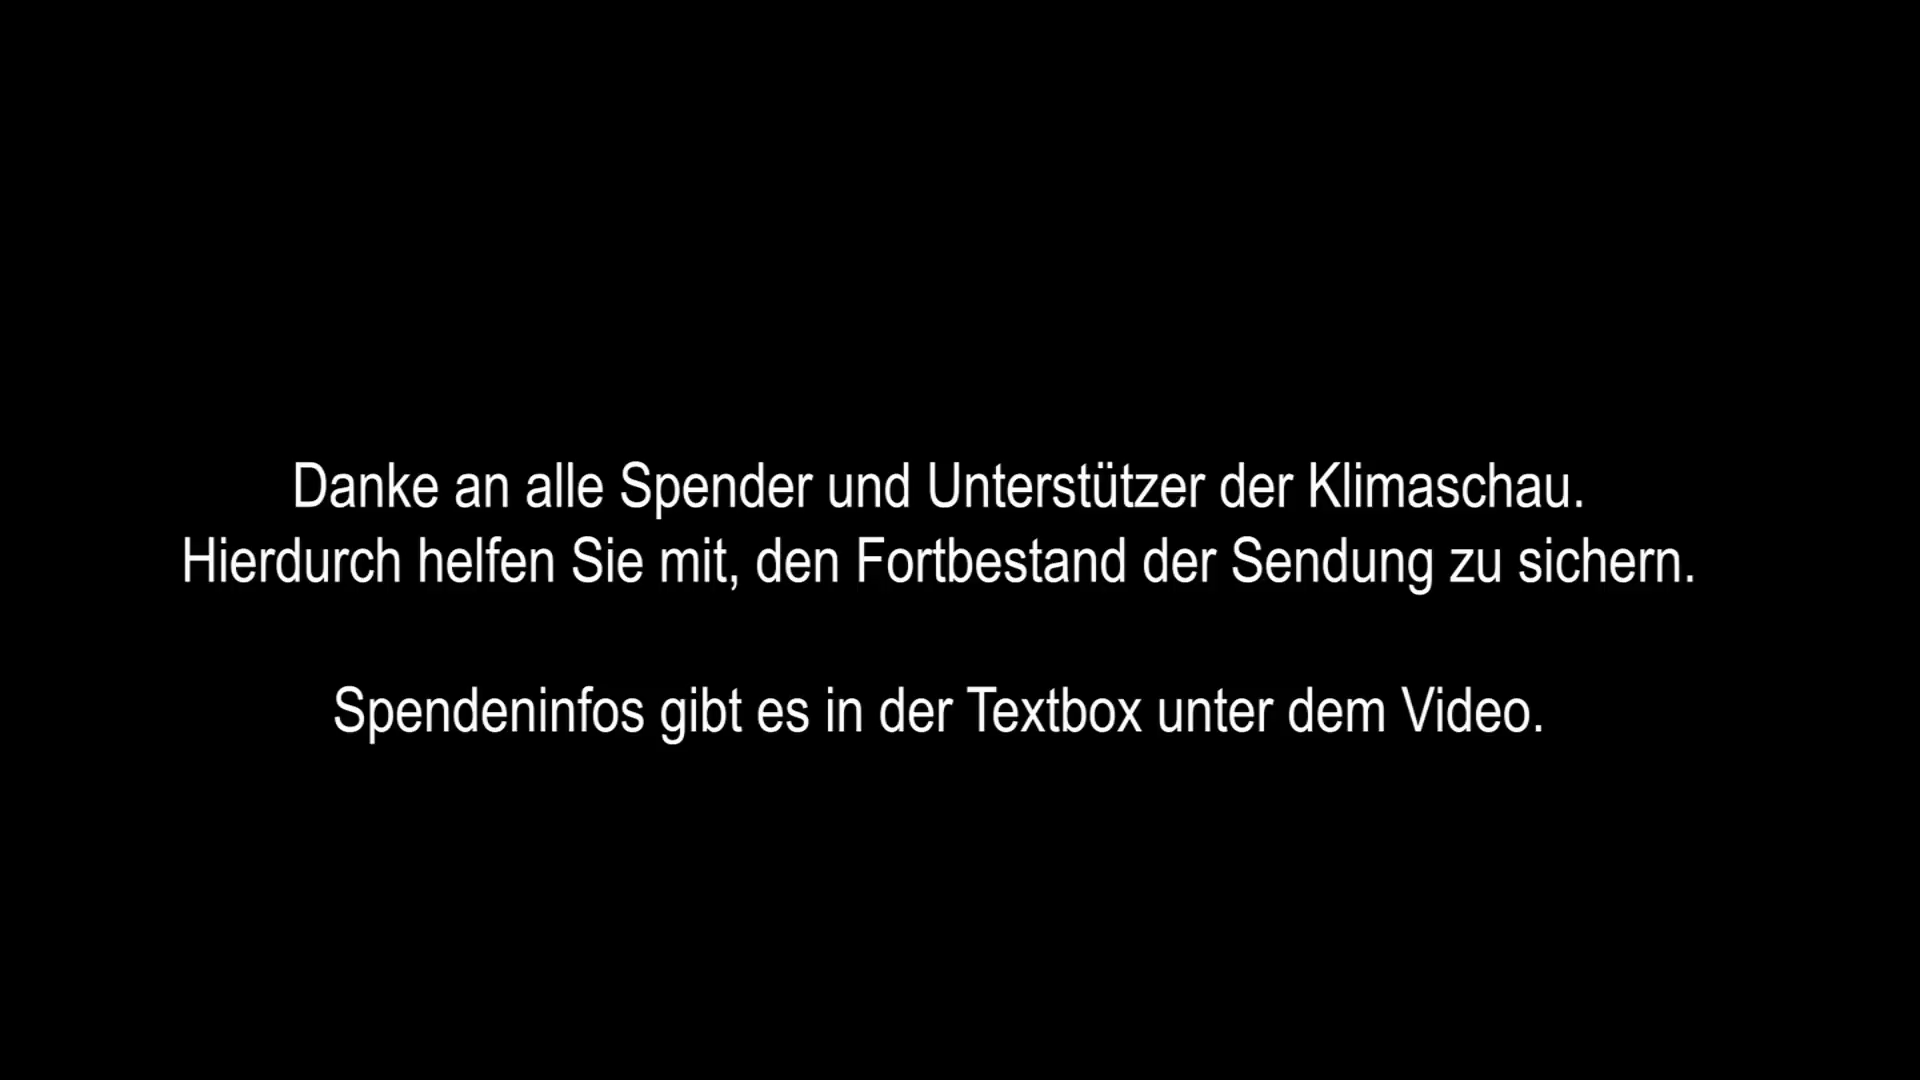 Danke an alle Spender und Unterstützer der Klimaschau.
Hierdurch helfen Sie mit, den Fortbestand der Sendung zu sichern.
Spendeninfos gibt es in der Textbox unter dem Video.